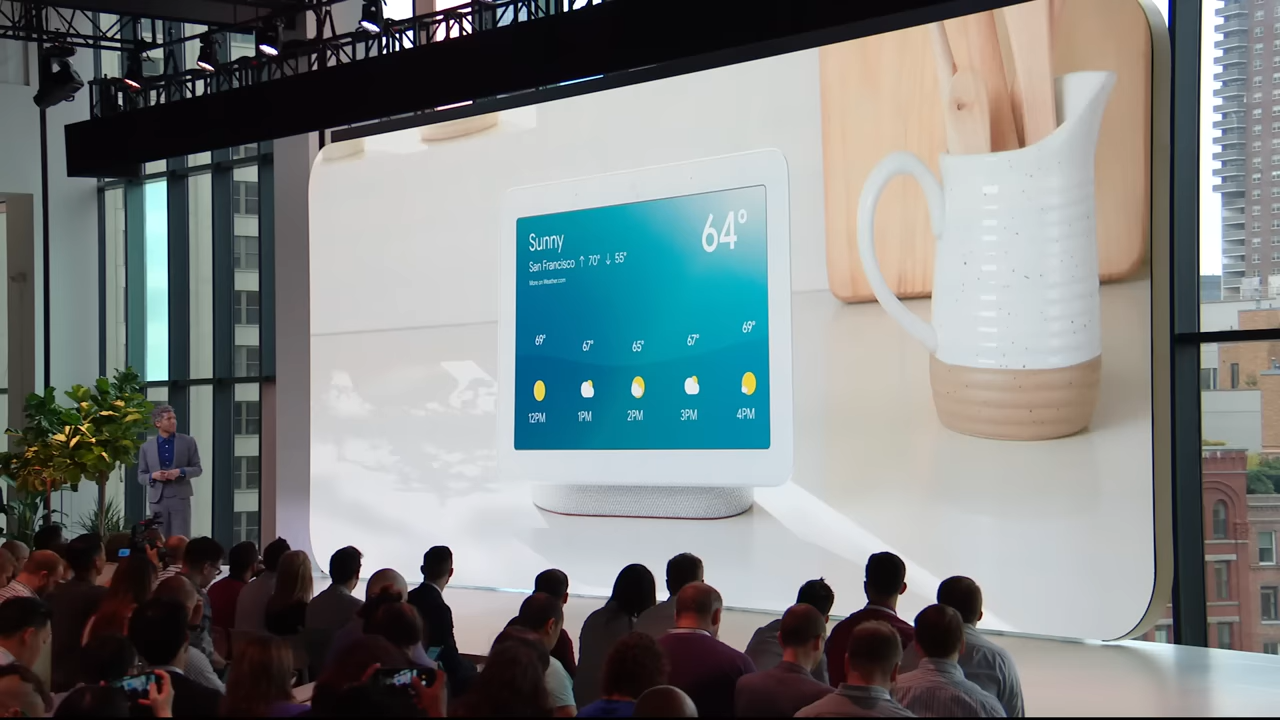 Sunny
64°
San Francisco ↑ 70° ↓ 55°
More on Weather.com
69° 67° 65° 67° 69°
12PM 1PM 2PM 3PM 4PM